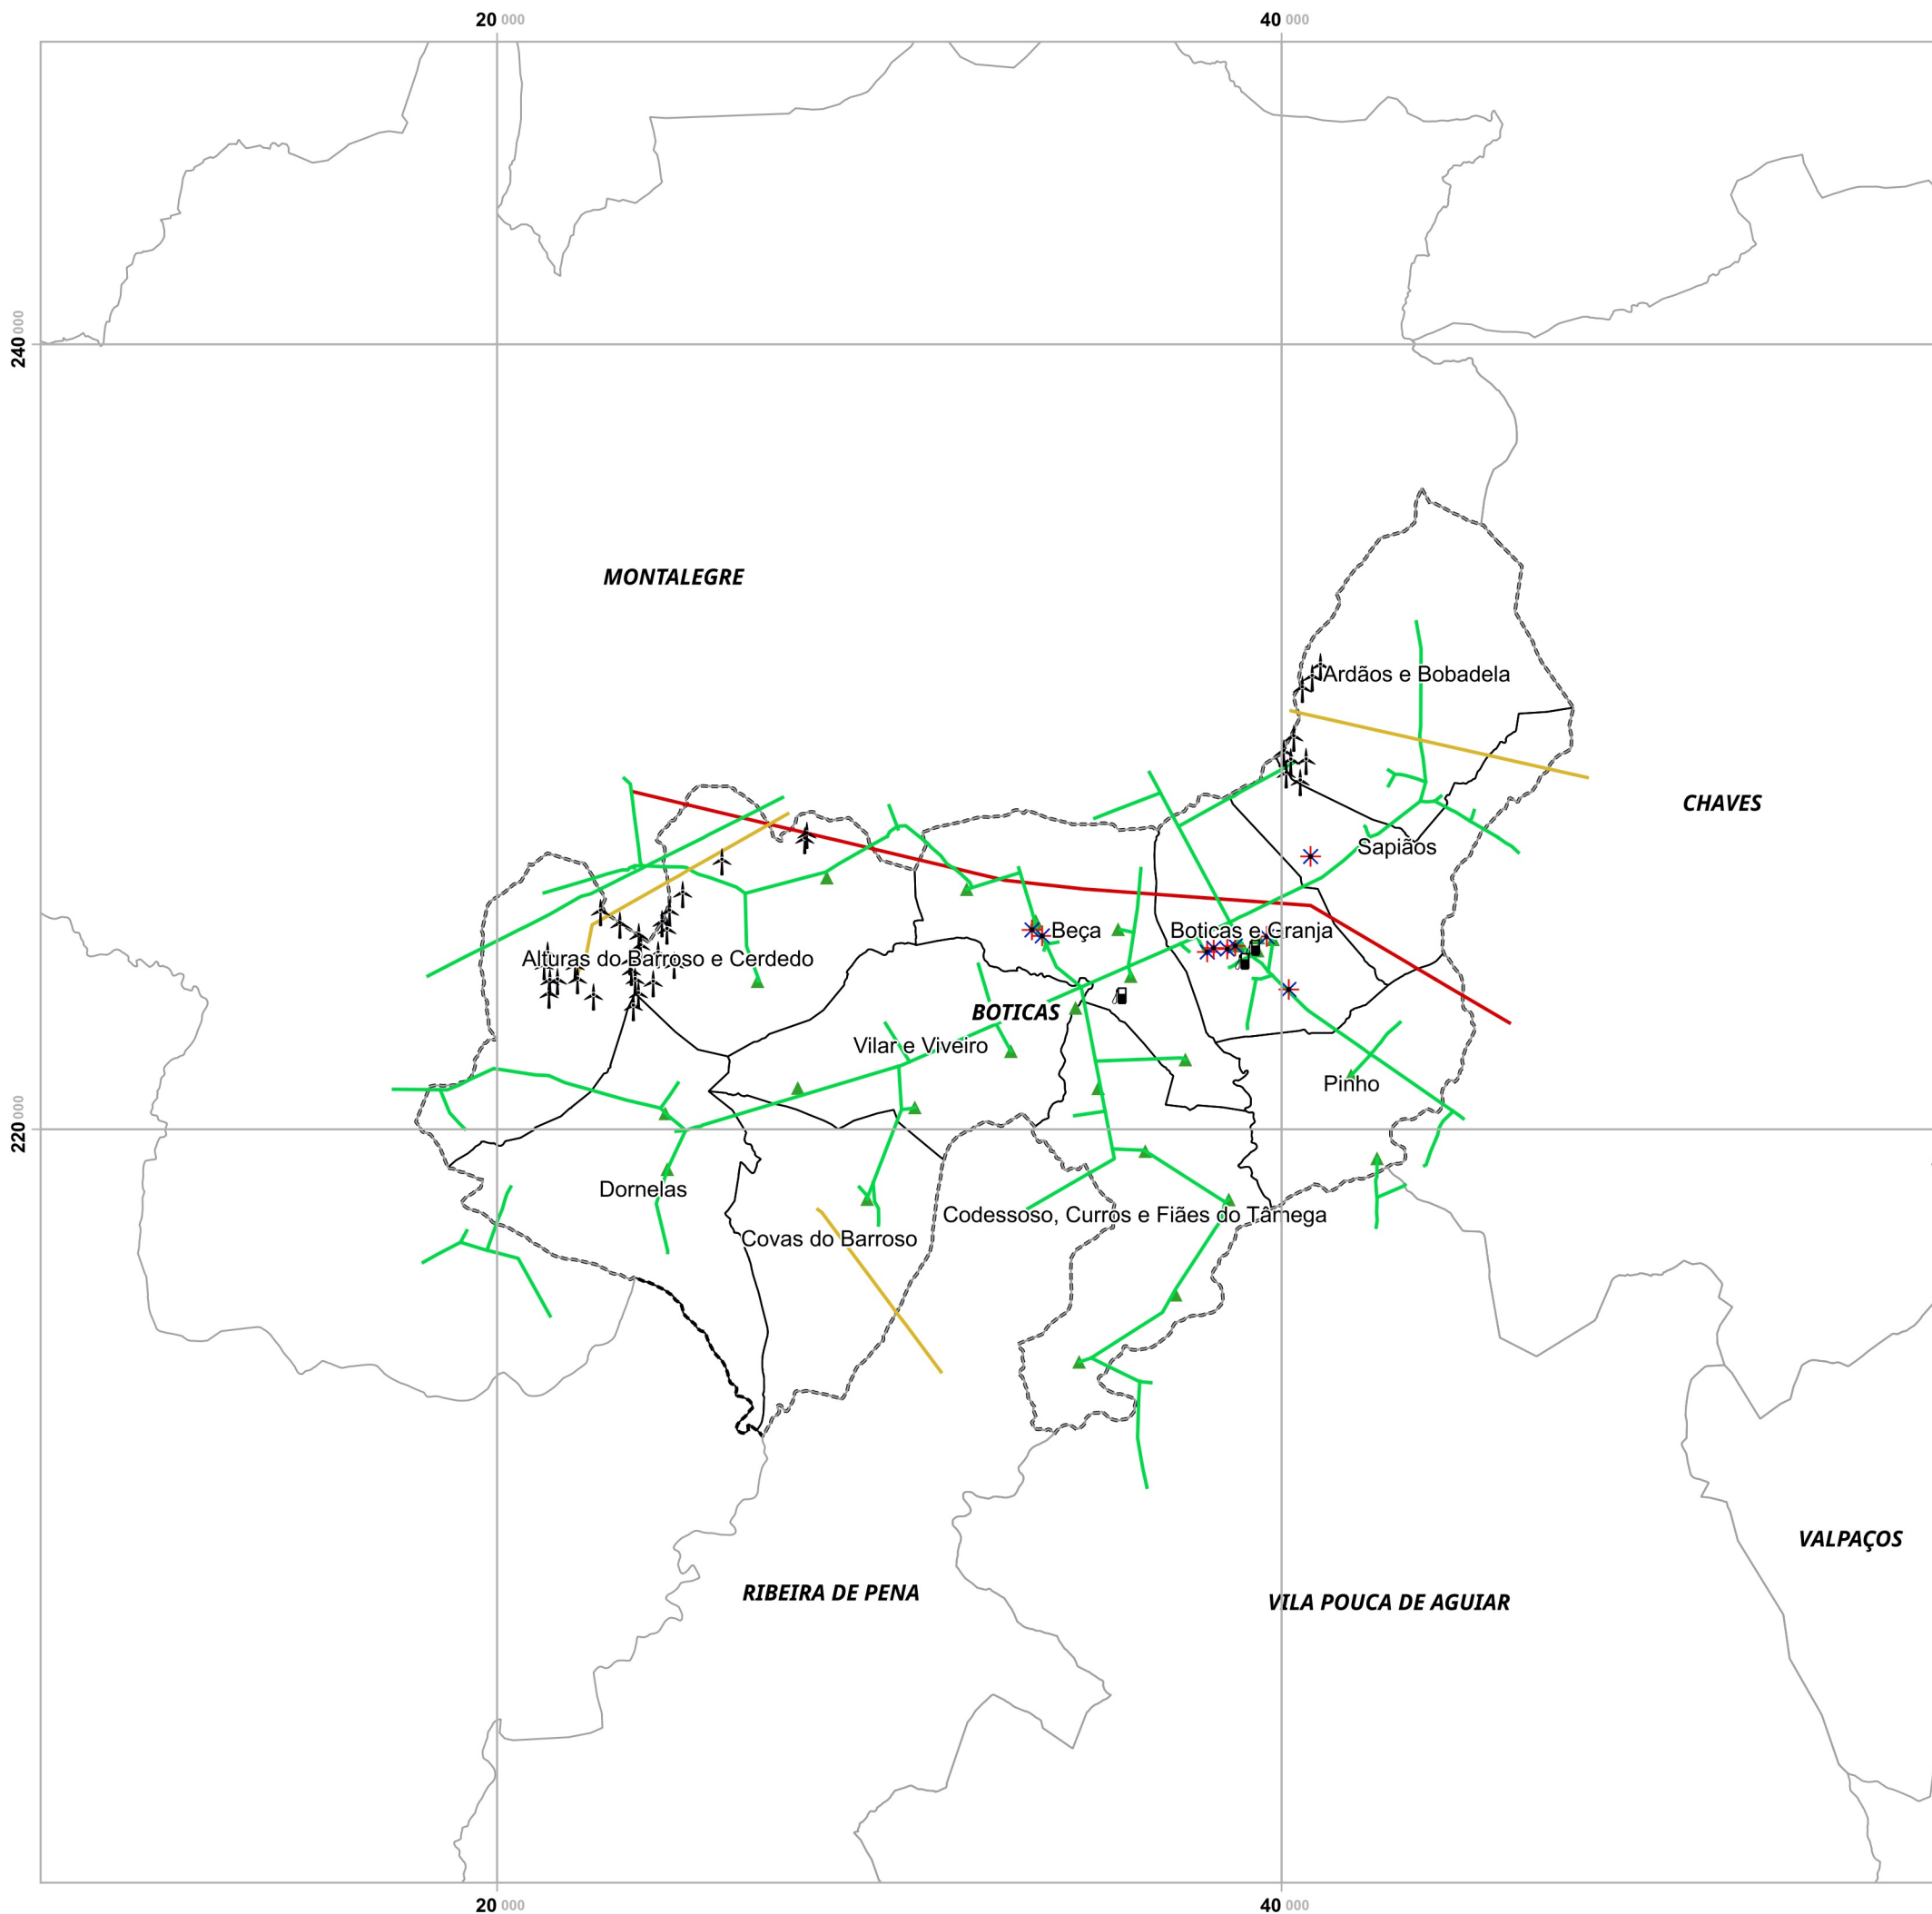 20 000
40 000
240 000
MONTALEGRE
Ardãos e Bobadela
CHAVES
Sapiãos
Beça
Boticas e Granja
Alturas do Barroso e Cerdedo
BOTICAS
Vilar e Viveiro
Pinho
220 000
Dornelas
Codessoso, Curros e Fiães do Tâmega
Covas do Barroso
VALPAÇOS
RIBEIRA DE PENA
VILA POUCA DE AGUIAR
20 000
40 000